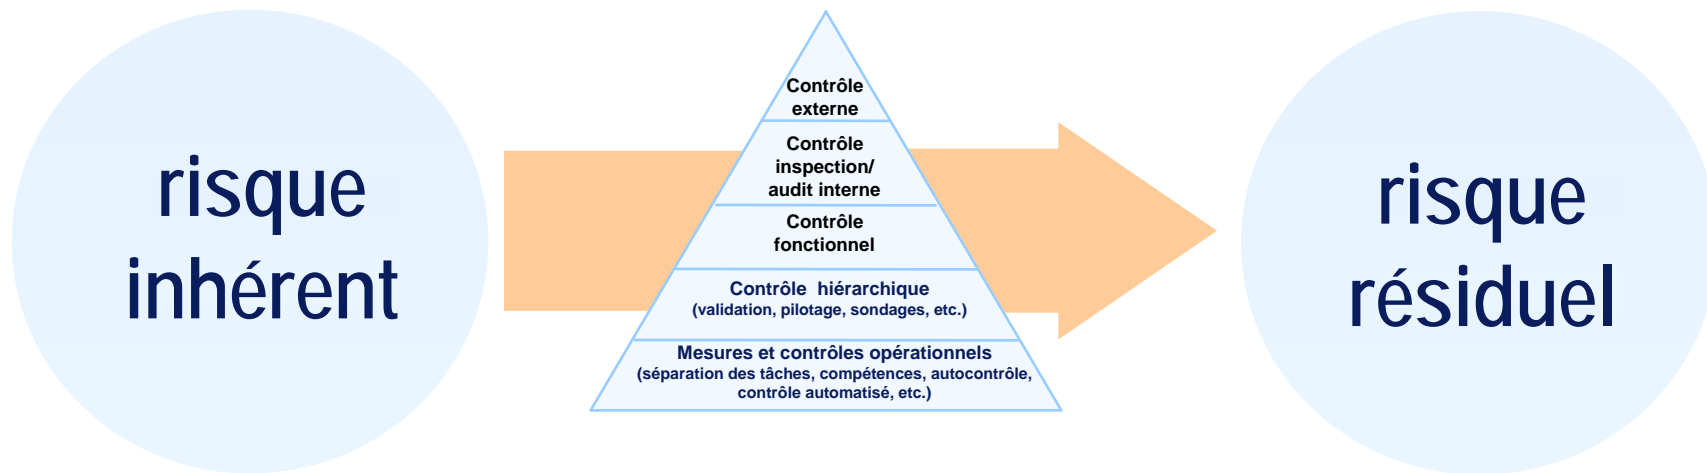 risque
inhérent
Contrôle
externe
Contrôle
inspection/
audit interne
Contrôle
fonctionnel
Contrôle hiérarchique
(validation, pilotage, sondages, etc.)
Mesures et contrôles opérationnels
(séparation des tâches, compétences, autocontrôle,
contrôle automatisé, etc.)
risque
résiduel